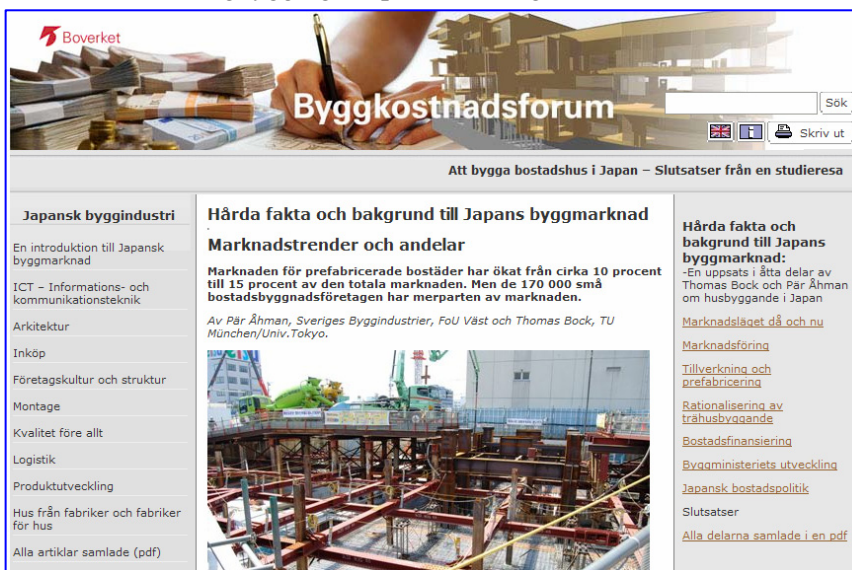 Boverket
Byggkostnadsforum
Sök
Skriv ut
Att bygga bostadshus i Japan – Slutsatser från en studieresa
Japansk byggindustri
En introduktion till Japansk
byggmarknad
ICT – Informations- och
kommunikationsteknik
Arkitektur
Inköp
Företagskultur och struktur
Montage
Kvalitet före allt
Logistik
Produktutveckling
Hus från fabriker och fabriker
för hus
Alla artiklar samlade (pdf)
Hårda fakta och bakgrund till Japans byggmarknad
Marknadstrender och andelar
Marknaden för prefabricerade bostäder har ökat från cirka 10 procent
till 15 procent av den totala marknaden. Men de 170 000 små
bostadsbyggnadsföretagen har merparten av marknaden.
Av Pär Åhman, Sveriges Byggindustrier, FoU Väst och Thomas Bock, TU
München/Univ.Tokyo.
Hårda fakta och
bakgrund till Japans
byggmarknad:
-En uppsats i åtta delar av
Thomas Bock och Pär Åhman
om husbyggande i Japan
Marknadsläget då och nu
Marknadsföring
Tillverkning och
prefabricering
Rationalisering av
trähusbyggande
Bostadsfinansiering
Byggministeriets utveckling
Japansk bostadspolitik
Slutsatser
Alla delarna samlade i en pdf